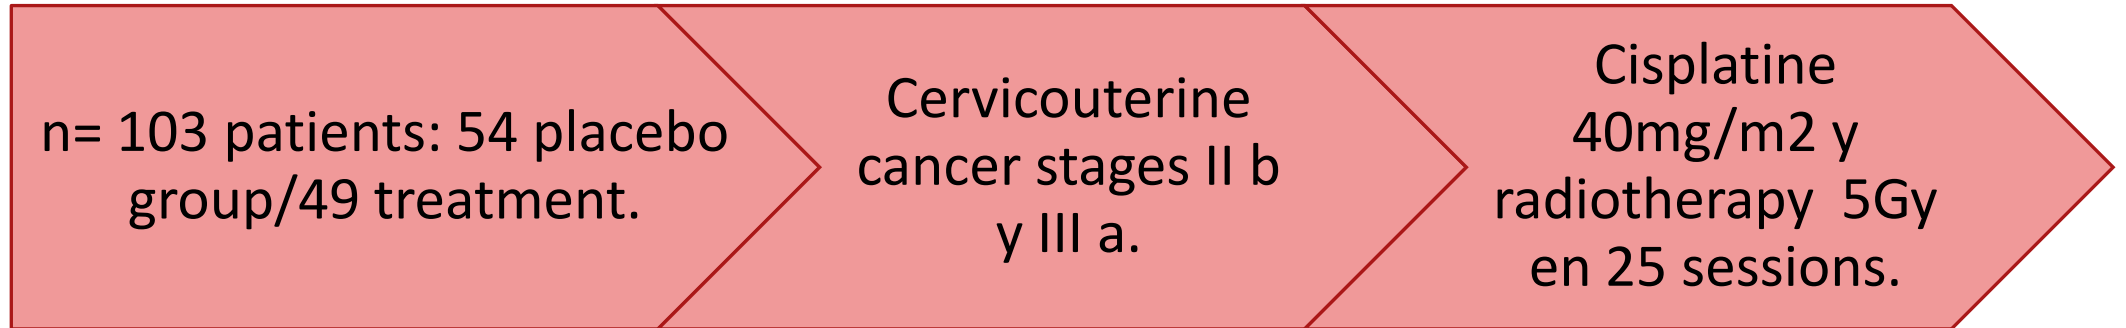 n= 103 patients: 54 placebo
group/49 treatment.
Cervicouterine
cancer stages II b
y III a.
Cisplatine
40mg/m2 y
radiotherapy  5Gy
en 25 sessions.